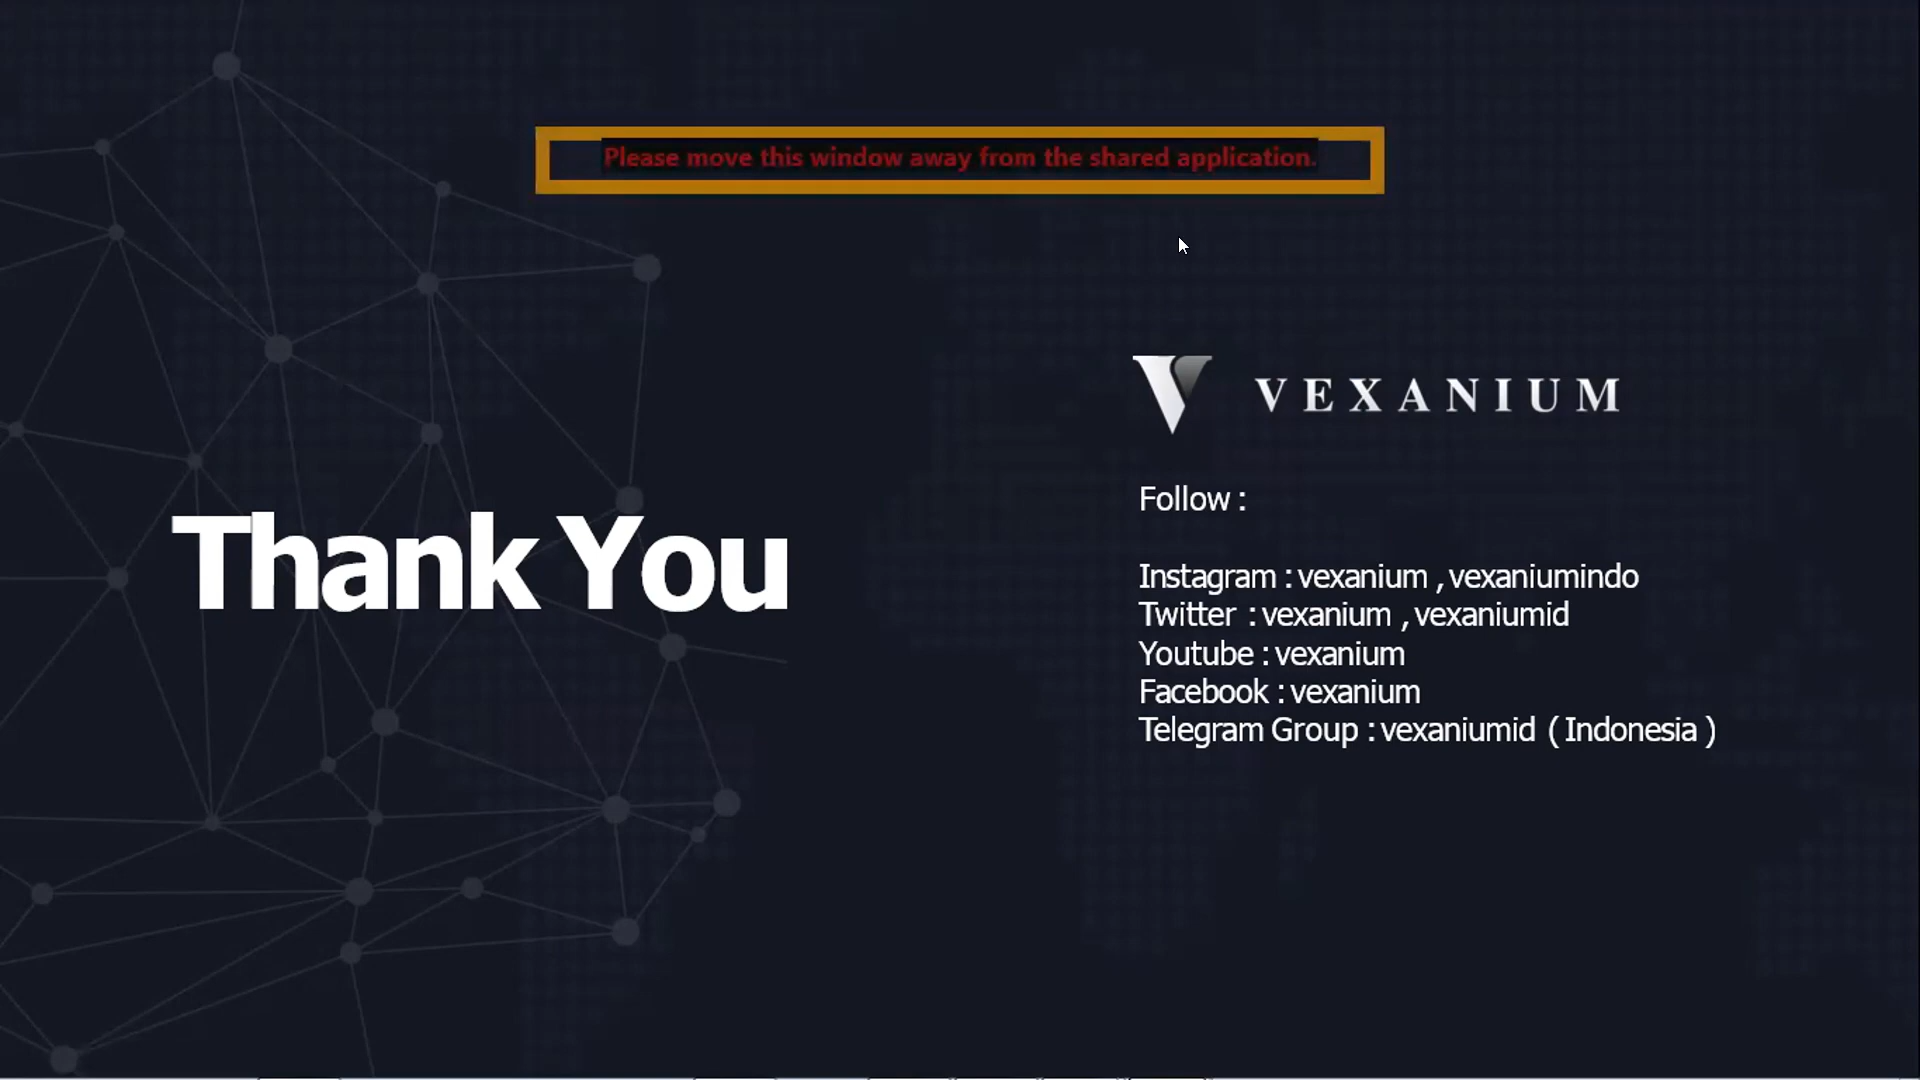 Please move this window away from the shared application.
VEXANIUM
Thank You
Follow :
Instagram : vexanium , vexaniumindo
Twitter : vexanium , vexaniumid
Youtube : vexanium
Facebook : vexanium
Telegram Group : vexaniumid ( Indonesia )